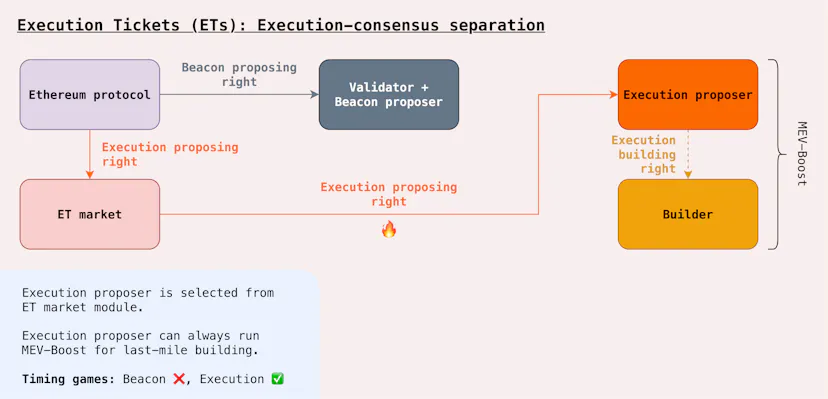 Execution Tickets (ETs): Execution-consensus separation
Ethereum protocol
Beacon proposing
right
Validator +
Beacon proposer
Execution proposer
Execution proposing
right
Execution
building
right
MEV-Boost
ET market
Execution proposing
right
🔥
Builder
Execution proposer is selected from
ET market module.
Execution proposer can always run
MEV-Boost for last-mile building.
Timing games: Beacon ❌, Execution ✅